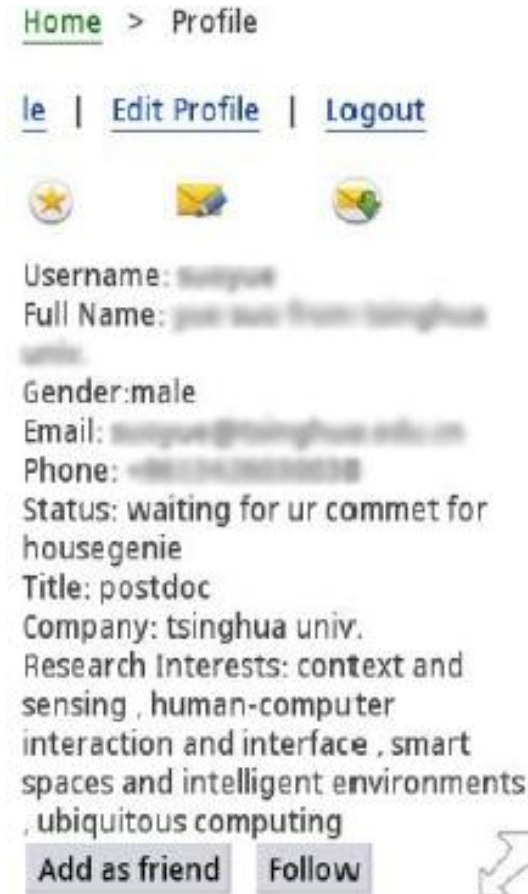 Home > Profile
le | Edit Profile | Logout
Username:
Full Name:
Gender:male
Email:
Phone:
Status: waiting for ur commet for
housegenie
Title: postdoc
Company: tsinghua univ.
Research Interests: context and
sensing , human-computer
interaction and interface , smart
spaces and intelligent environments
, ubiquitous computing
Add as friend Follow